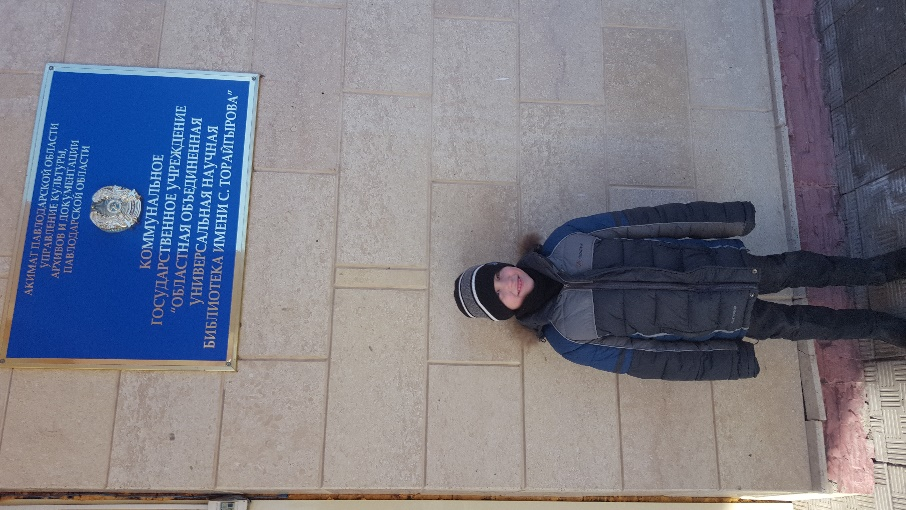 АКИМАТ ПАВЛОДАРСКОЙ ОБЛАСТИ
УПРАВЛЕНИЕ КУЛЬТУРЫ,
АРХИВОВ И ДОКУМЕНТАЦИИ
ПАВЛОДАРСКОЙ ОБЛАСТИ
КОММУНАЛЬНОЕ
ГОСУДАРСТВЕННОЕ УЧРЕЖДЕНИЕ
"ОБЛАСТНАЯ ОБЪЕДИНЕННАЯ
УНИВЕРСАЛЬНАЯ НАУЧНАЯ
БИБЛИОТЕКА ИМЕНИ С. ТОРАЙГЫРОВА"